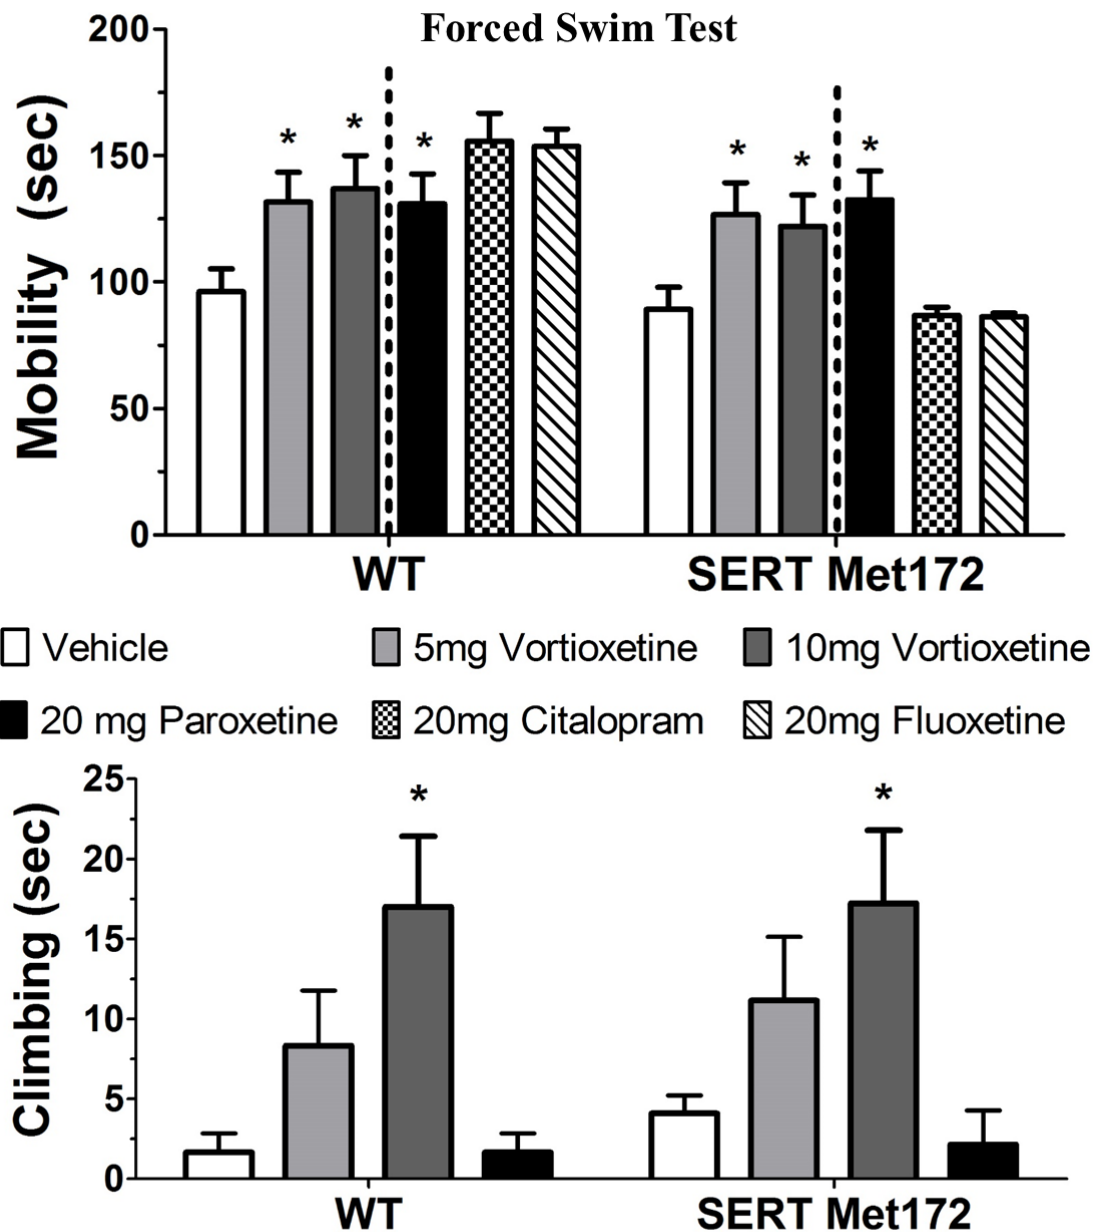 Forced Swim Test
Mobility (sec)
200
150
100
50
0
* * * * * *
WT SERT Met172
Vehicle 5mg Vortioxetine 10mg Vortioxetine
20 mg Paroxetine 20mg Citalopram 20mg Fluoxetine
Climbing (sec)
25
20
15
10
5
0
* *
WT SERT Met172